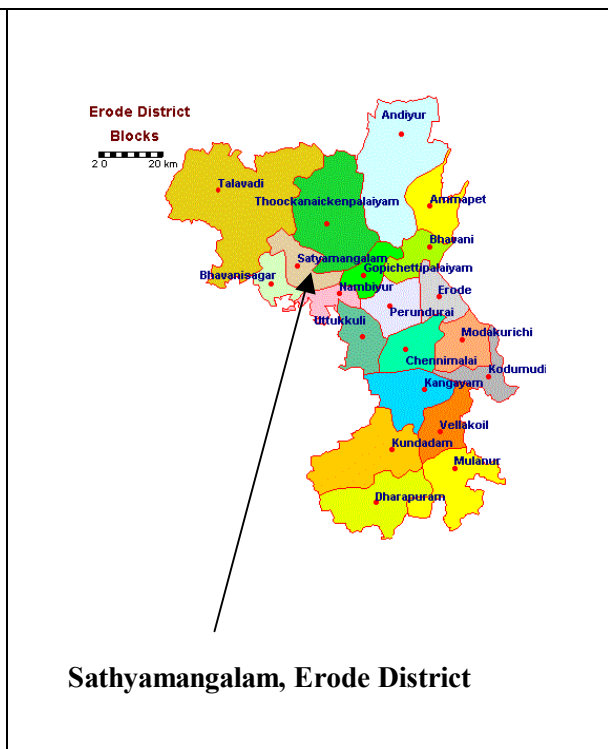 Erode District
Blocks
2 0 20 km
Andiyur
Talavadi
Thoockanaickenpalaiyam
Ammapet
Bhavani
Satyamangalam
Gopichettipalaiyam
Bhavanisagar
Nambiyur
Erode
Perundurai
Uttukkuli
Modakurichi
Chennimalai
Kodumudi
Kangayam
Vellakoil
Kundadam
Mulanur
Dharapuram
Sathyamangalam, Erode District